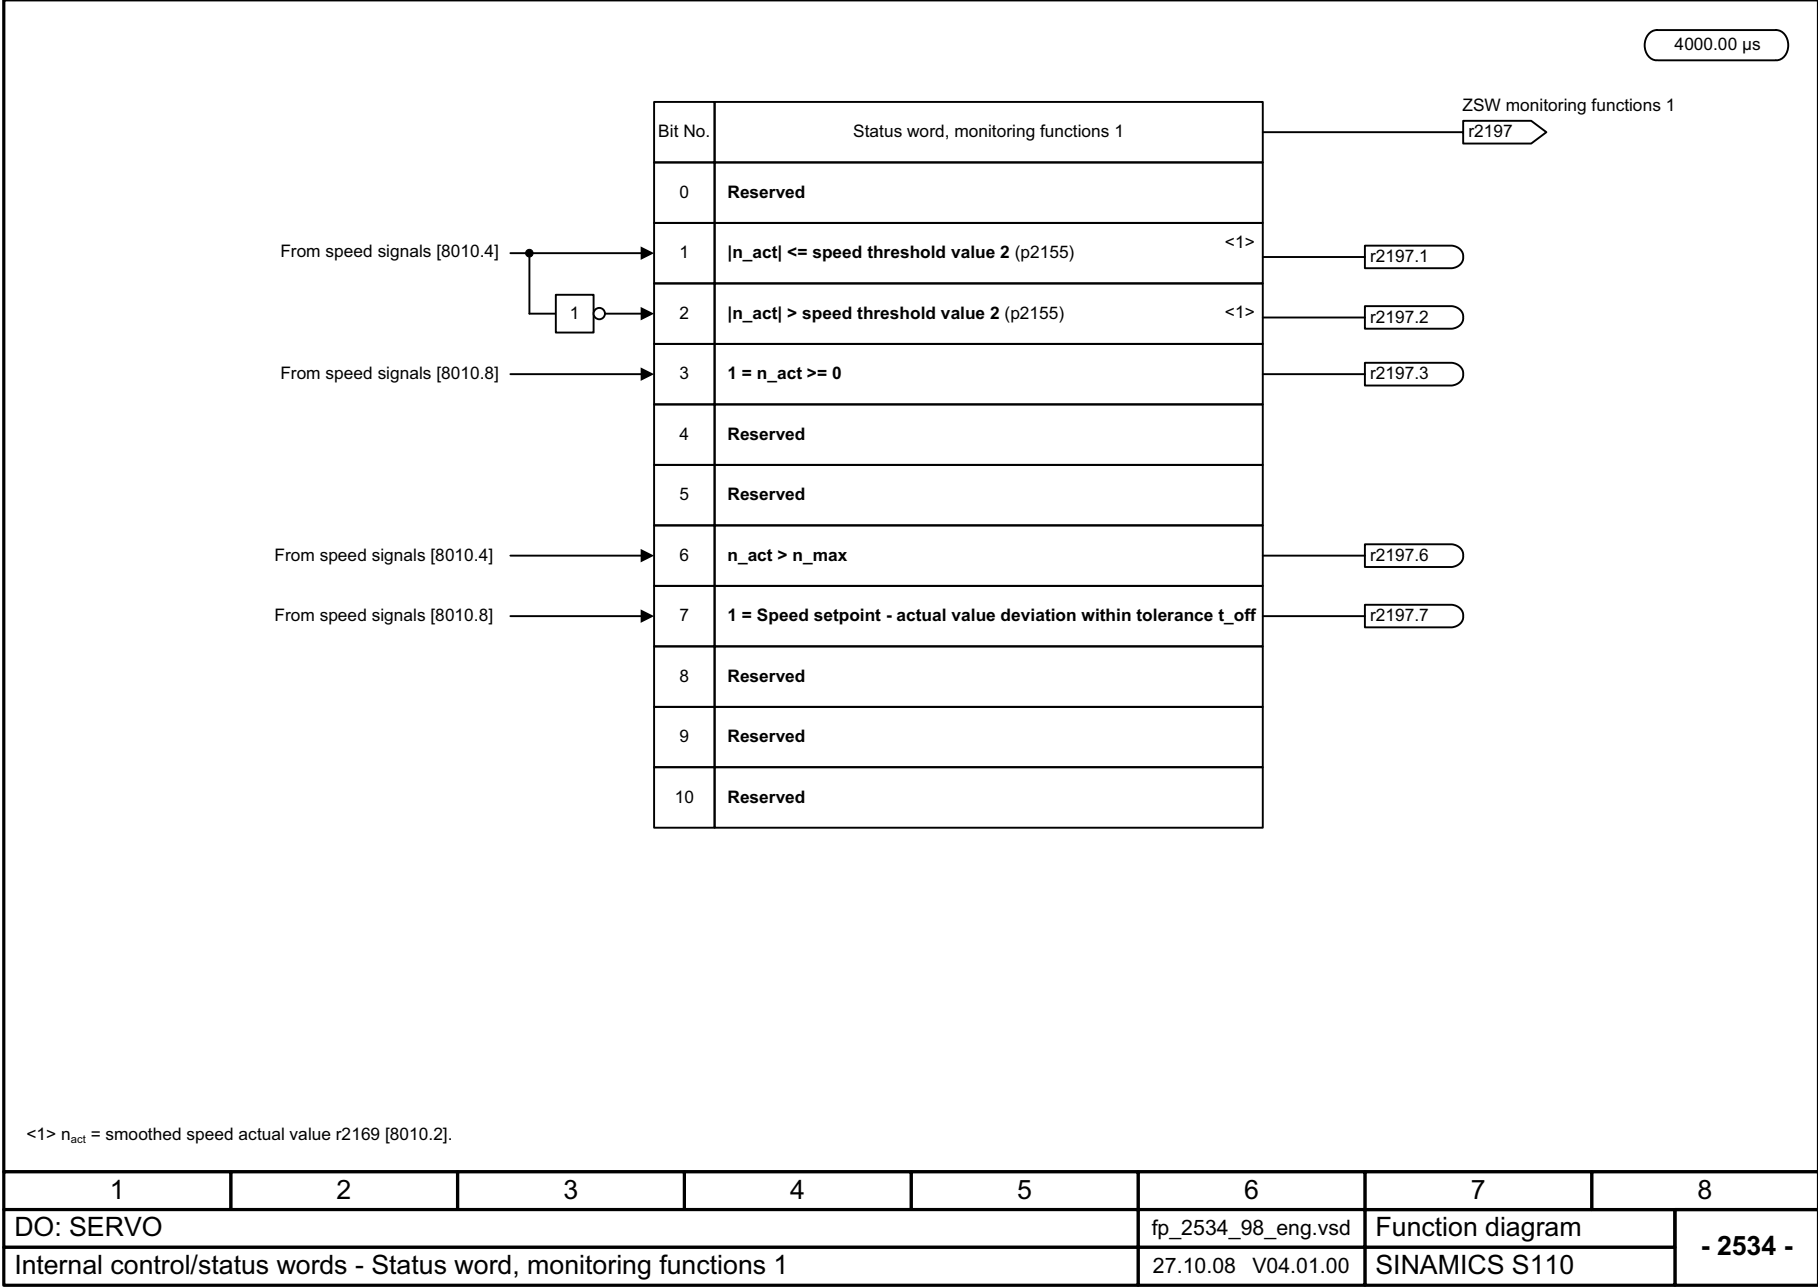 4000.00 µs
ZSW monitoring functions 1
Bit No. Status word, monitoring functions 1 r2197
0 Reserved
From speed signals [8010.4] 1 |n_act| <= speed threshold value 2 (p2155) <1> r2197.1
1 2 |n_act| > speed threshold value 2 (p2155) <1> r2197.2
From speed signals [8010.8] 3 1 = n_act >= 0 r2197.3
4 Reserved
5 Reserved
From speed signals [8010.4] 6 n_act > n_max r2197.6
From speed signals [8010.8] 7 1 = Speed setpoint - actual value deviation within tolerance t_off r2197.7
8 Reserved
9 Reserved
10 Reserved
<1> nact = smoothed speed actual value r2169 [8010.2].
1 2 3 4 5 6 7 8
DO: SERVO fp_2534_98_eng.vsd Function diagram - 2534 -
Internal control/status words - Status word, monitoring functions 1 27.10.08 V04.01.00 SINAMICS S110